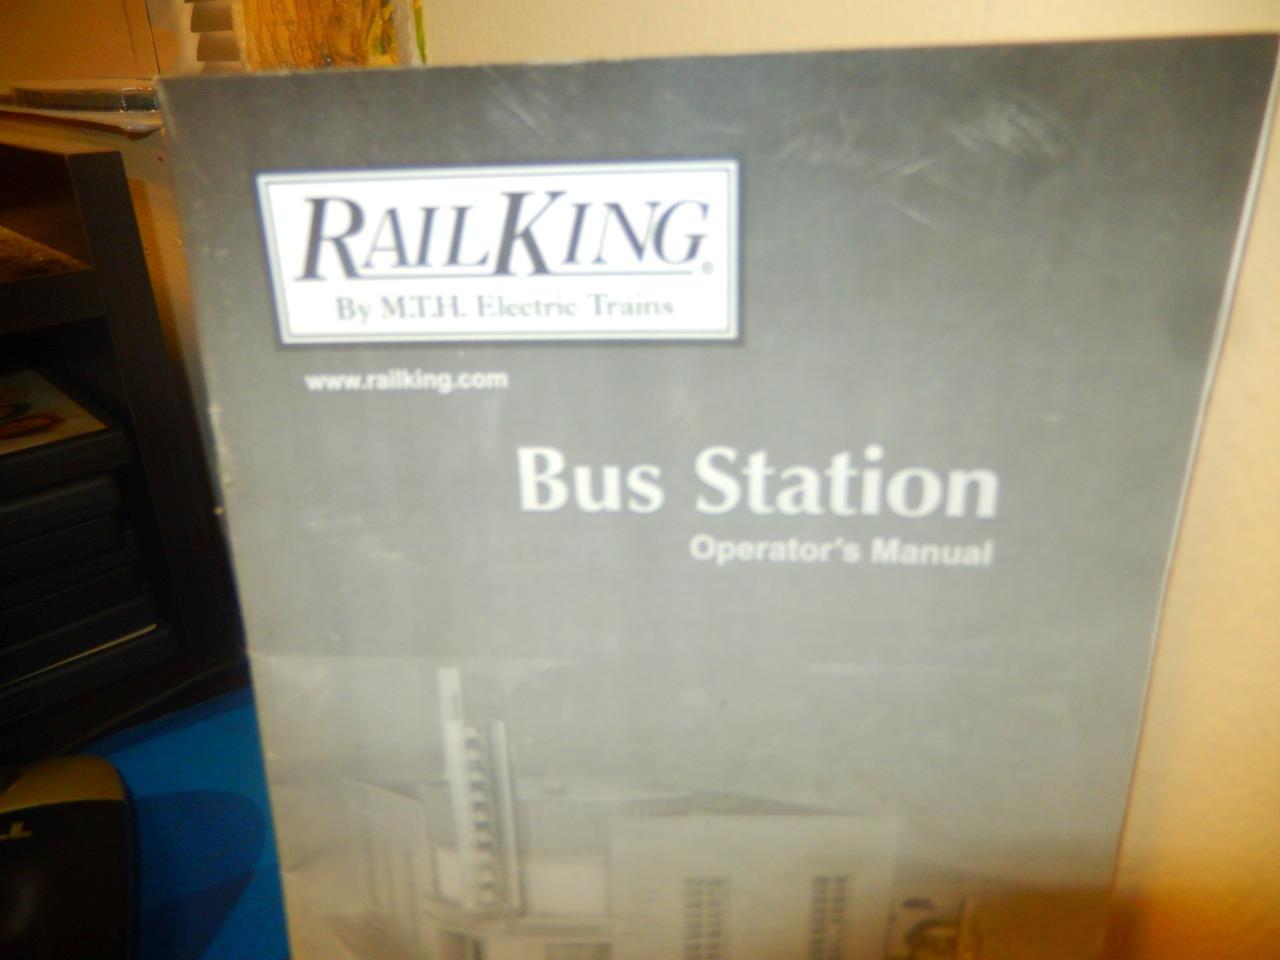 RAILKING®
By M.T.H. Electric Trains
www.railking.com
Bus Station
Operator's Manual